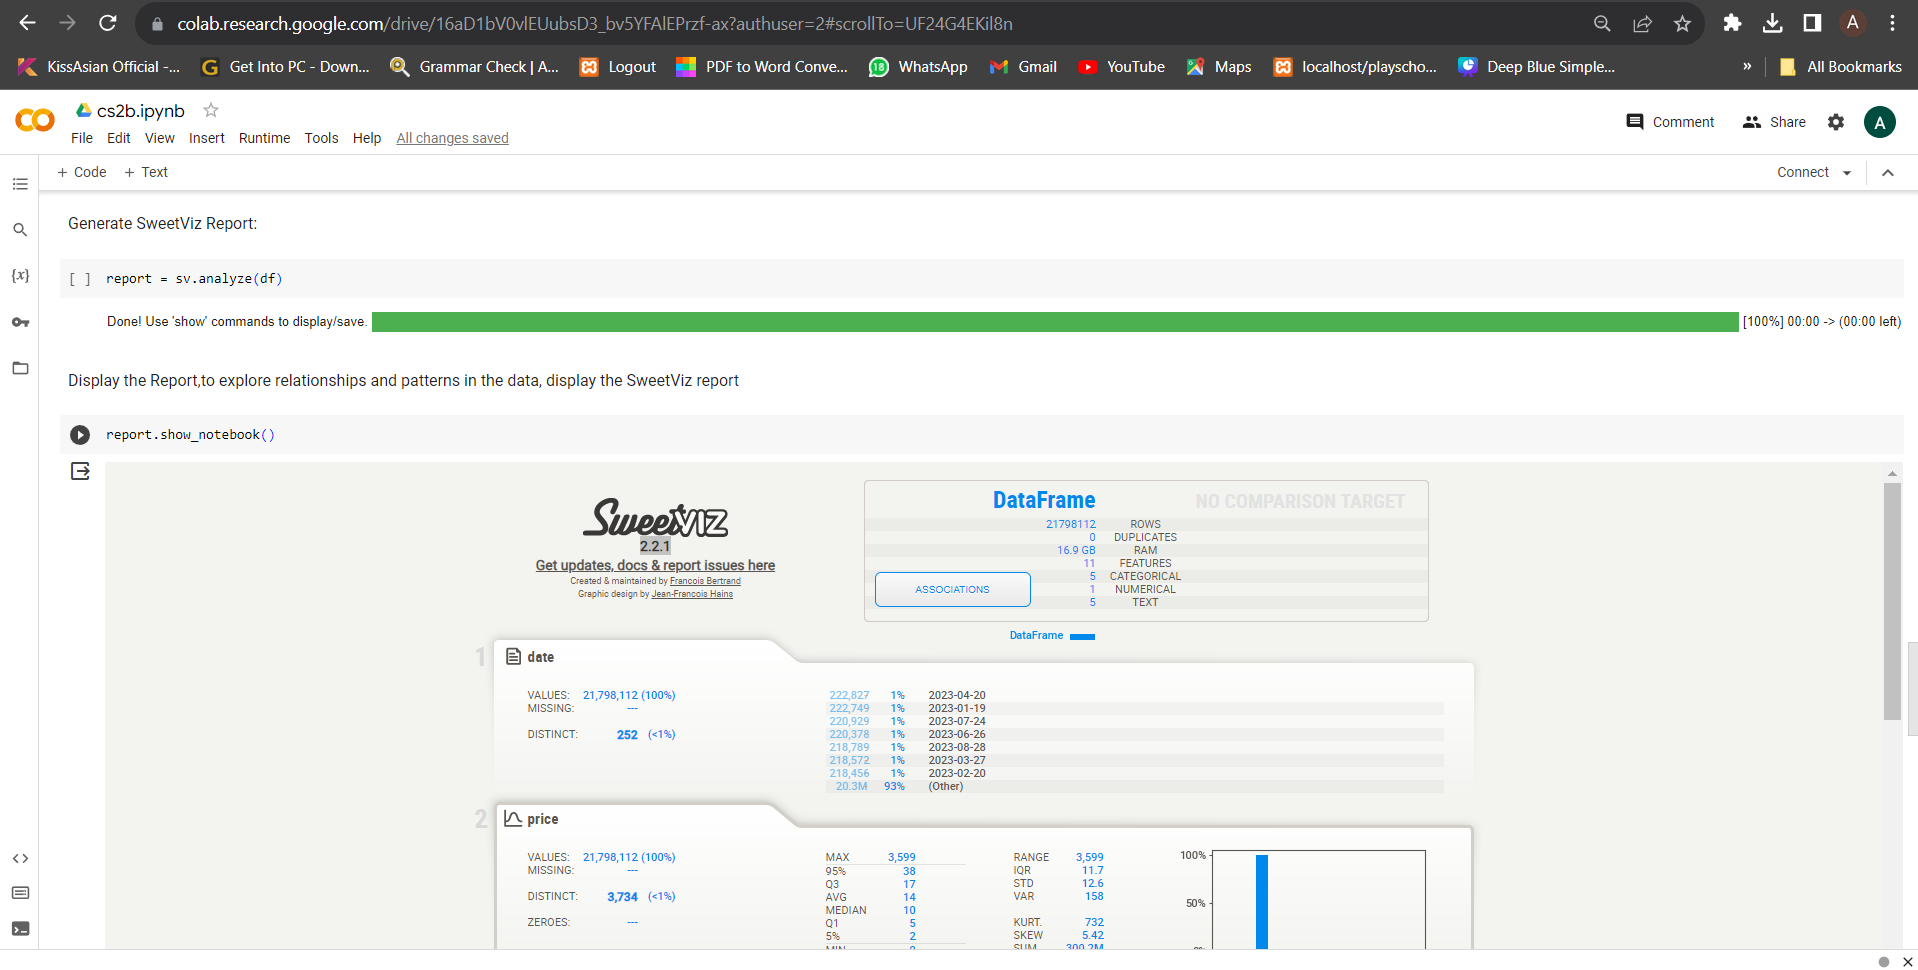 colab.research.google.com/drive/16aD1bV0vlEUubsD3_bv5YFAlEPrzf-ax?authuser=2#scrollTo=UF24G4EKil8n
A
KissAsian Official -...
Get Into PC - Down...
Grammar Check | A...
Logout
PDF to Word Conve...
18
WhatsApp
Gmail
YouTube
Maps
localhost/playscho...
Deep Blue Simple...
»
All Bookmarks
cs2b.ipynb
File Edit View Insert Runtime Tools Help All changes saved
Comment
Share
A
+ Code + Text
Connect
Generate SweetViz Report:
{x}
[ ] report = sv.analyze(df)
Done! Use 'show' commands to display/save.
[100%] 00:00 -> (00:00 left)
Display the Report,to explore relationships and patterns in the data, display the SweetViz report
report.show_notebook()
SweetVIZ
2.2.1
Get updates, docs & report issues here
Created & maintained by Francois Bertrand
Graphic design by Jean-Francois Hains
DataFrame
NO COMPARISON TARGET
21798112 ROWS
0 DUPLICATES
16.9 GB RAM
11 FEATURES
5 CATEGORICAL
1 NUMERICAL
5 TEXT
ASSOCIATIONS
DataFrame
1
date
VALUES: 21,798,112 (100%)
MISSING: ---
DISTINCT: 252 (<1%)
222,827 1% 2023-04-20
222,749 1% 2023-01-19
220,929 1% 2023-07-24
220,378 1% 2023-06-26
218,789 1% 2023-08-28
218,572 1% 2023-03-27
218,456 1% 2023-02-20
20.3M 93% (Other)
2
price
VALUES: 21,798,112 (100%)
MISSING: ---
DISTINCT: 3,734 (<1%)
ZEROES: ---
MAX 3,599
95% 38
Q3 17
AVG 14
MEDIAN 10
Q1 5
5% 2
RANGE 3,599
IQR 11.7
STD 12.6
VAR 158
KURT. 732
SKEW 5.42
SUM 300.2M
100%
50%